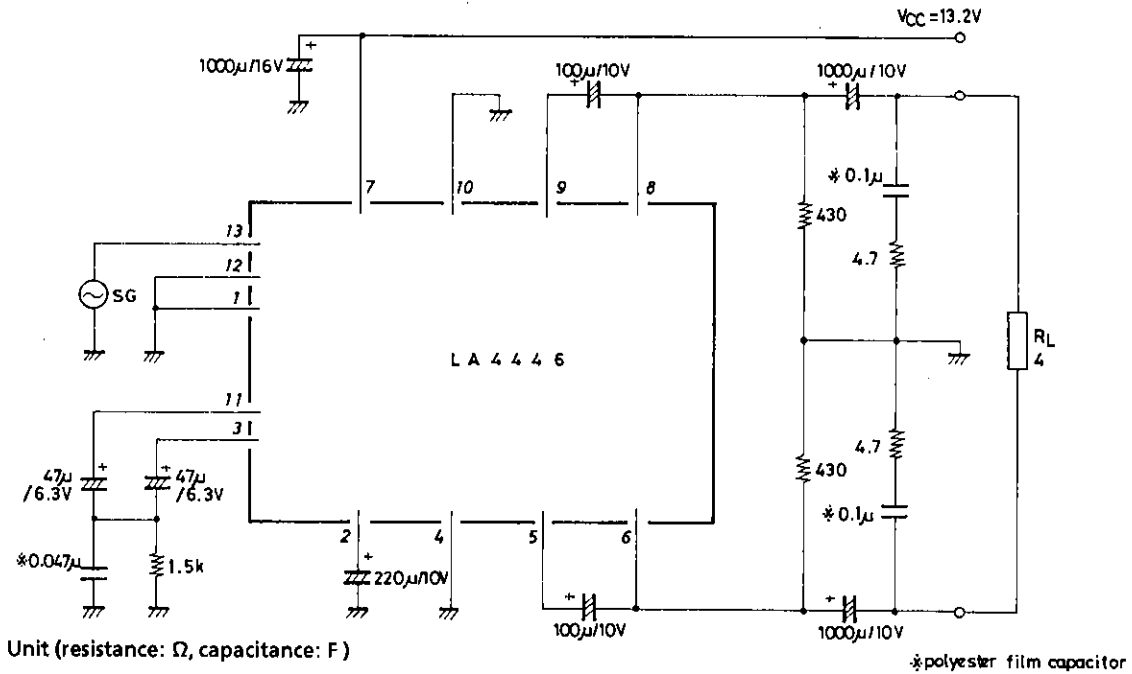 VCC=13.2V
1000μ/16V
100μ/10V
1000μ/10V
7
10
9
8
※0.1μ
430
4.7
13
12
1
SG
LA4446
RL
4
11
3
47μ
/6.3V
47μ
/6.3V
4.7
430
※0.1μ
2
4
5
6
※0.047μ
1.5k
220μ/10V
100μ/10V
1000μ/10V
Unit (resistance: Ω, capacitance: F)
※polyester film capacitor